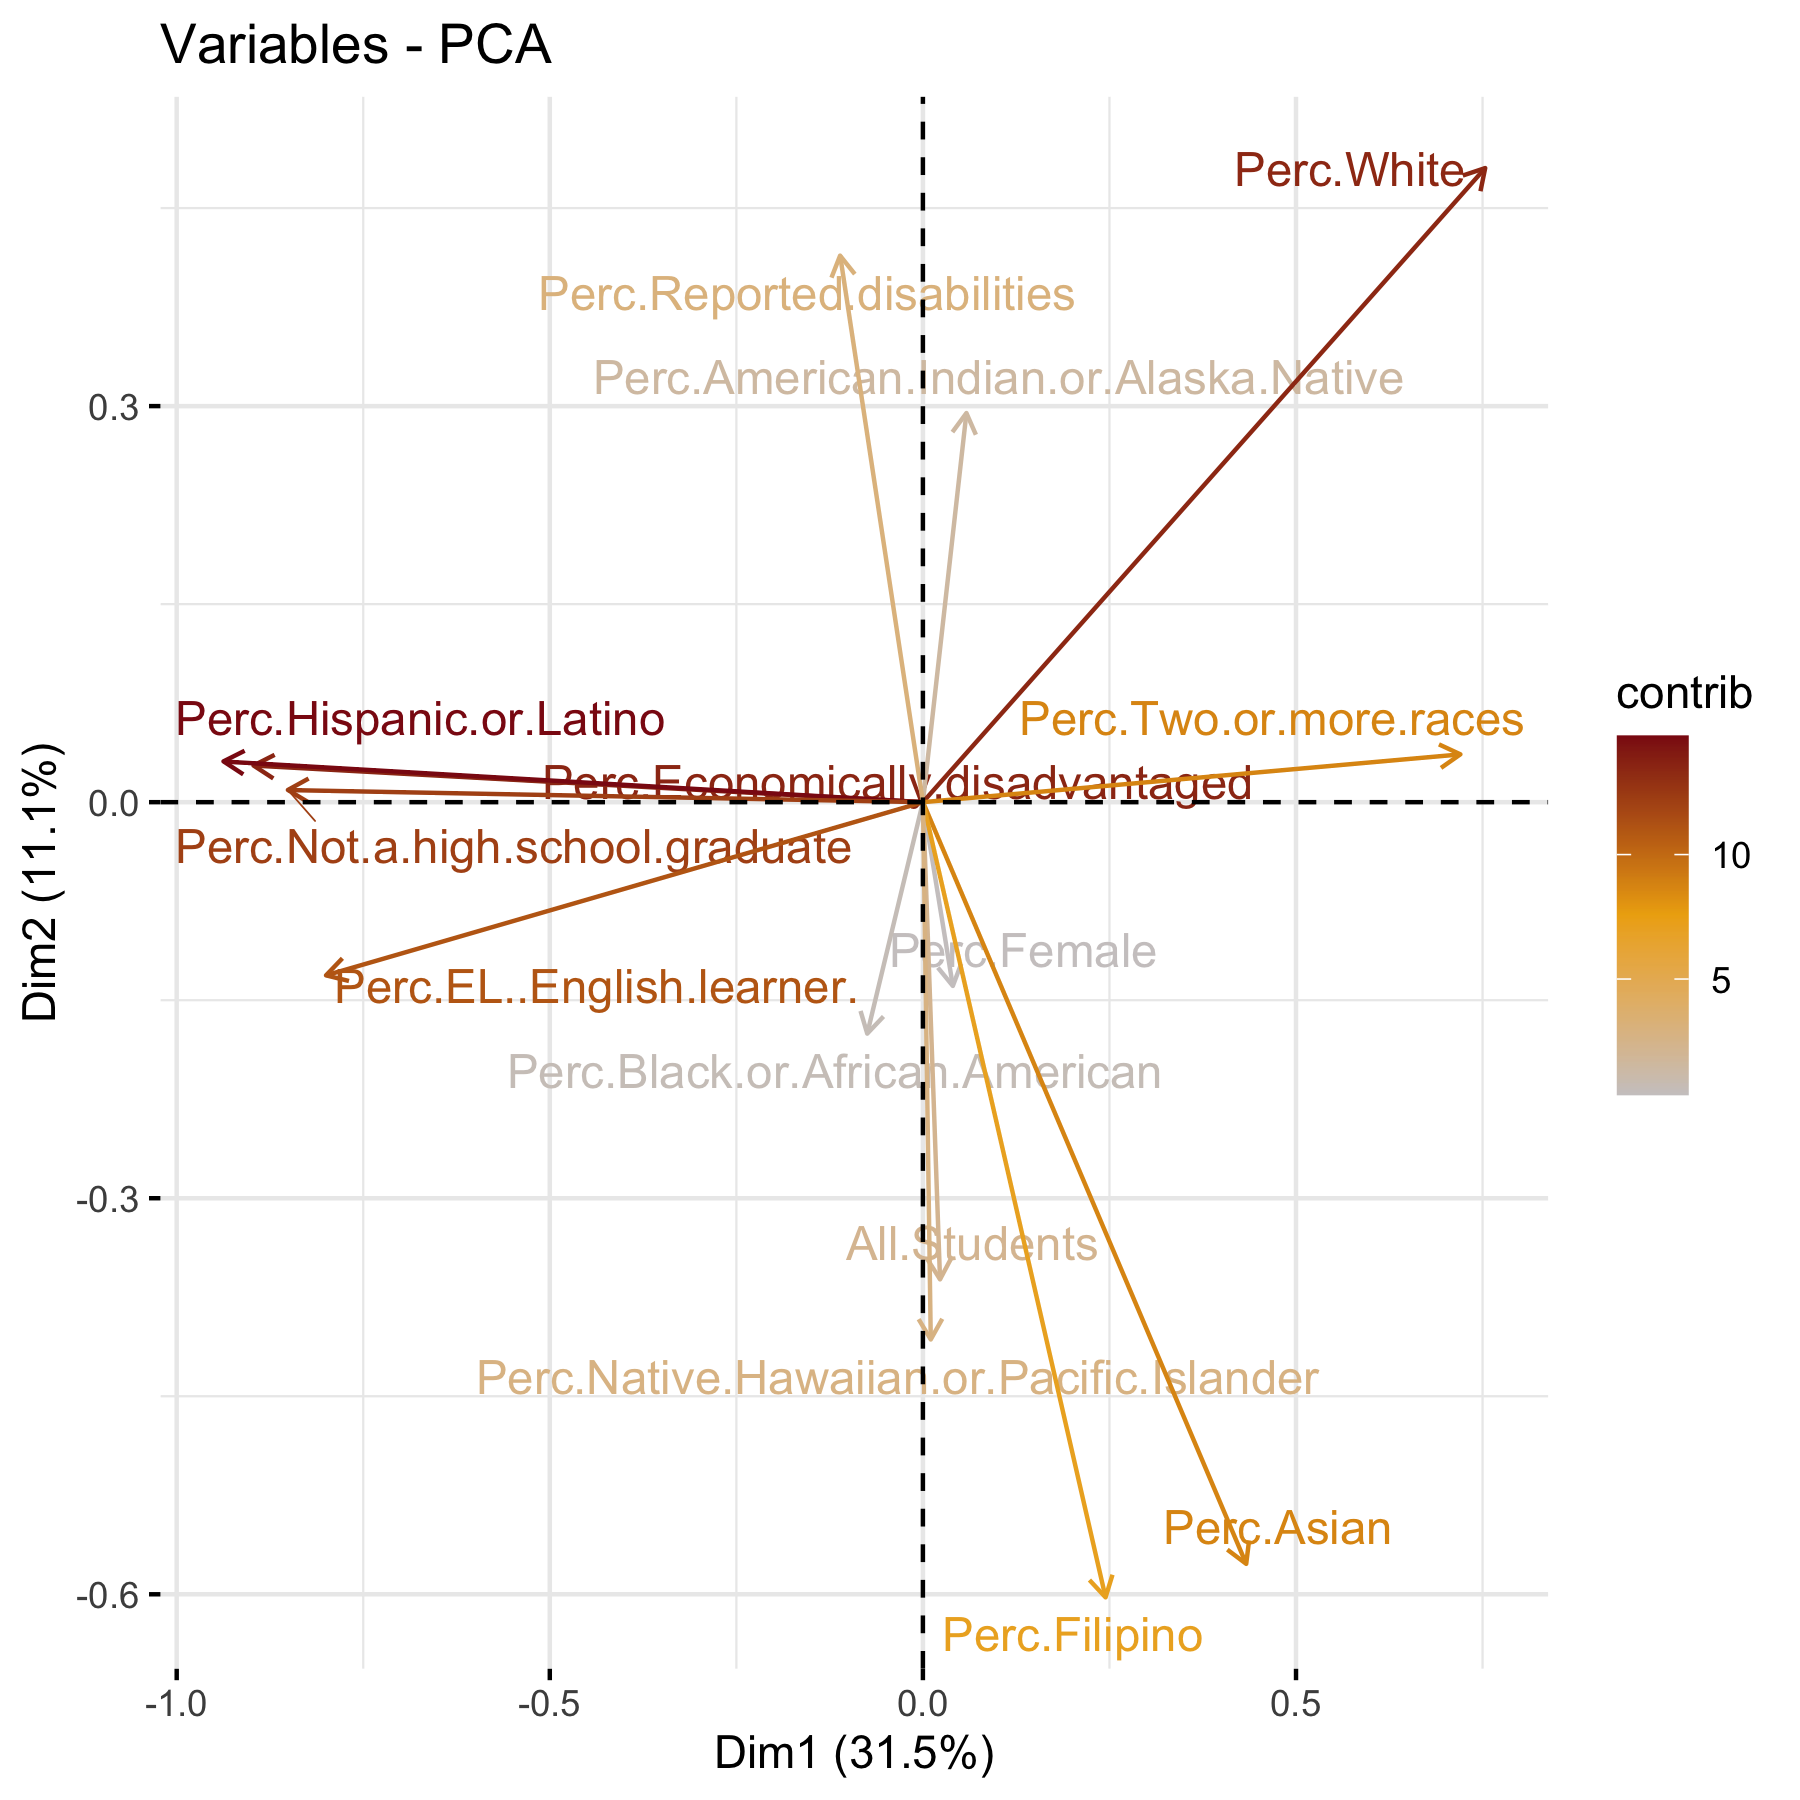 Variables - PCA
Perc.White
Perc.Reported.disabilities
Perc.American.Indian.or.Alaska.Native
0.3
Perc.Hispanic.or.Latino
Perc.Two.or.more.races
Perc.Economically.disadvantaged
0.0
Perc.Not.a.high.school.graduate
Perc.Female
Perc.EL..English.learner.
Perc.Black.or.African.American
-0.3
All.Students
Perc.Native.Hawaiian.or.Pacific.Islander
Perc.Asian
-0.6
Perc.Filipino
-1.0
-0.5
0.0
0.5
Dim1 (31.5%)
Dim2 (11.1%)
contrib
10
5